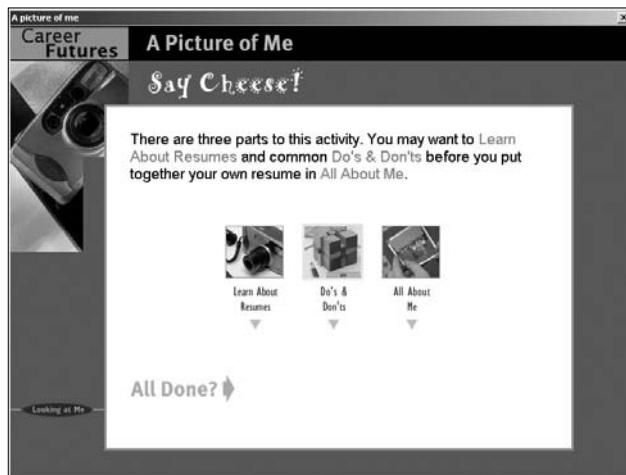 A picture of me
Career
Futures
A Picture of Me
Say Cheese!
There are three parts to this activity. You may want to Learn
About Resumes and common Do's & Don'ts before you put
together your own resume in All About Me.
Learn About
Resumes
Do's &
Don'ts
All About
Me
All Done?
Looking at Me